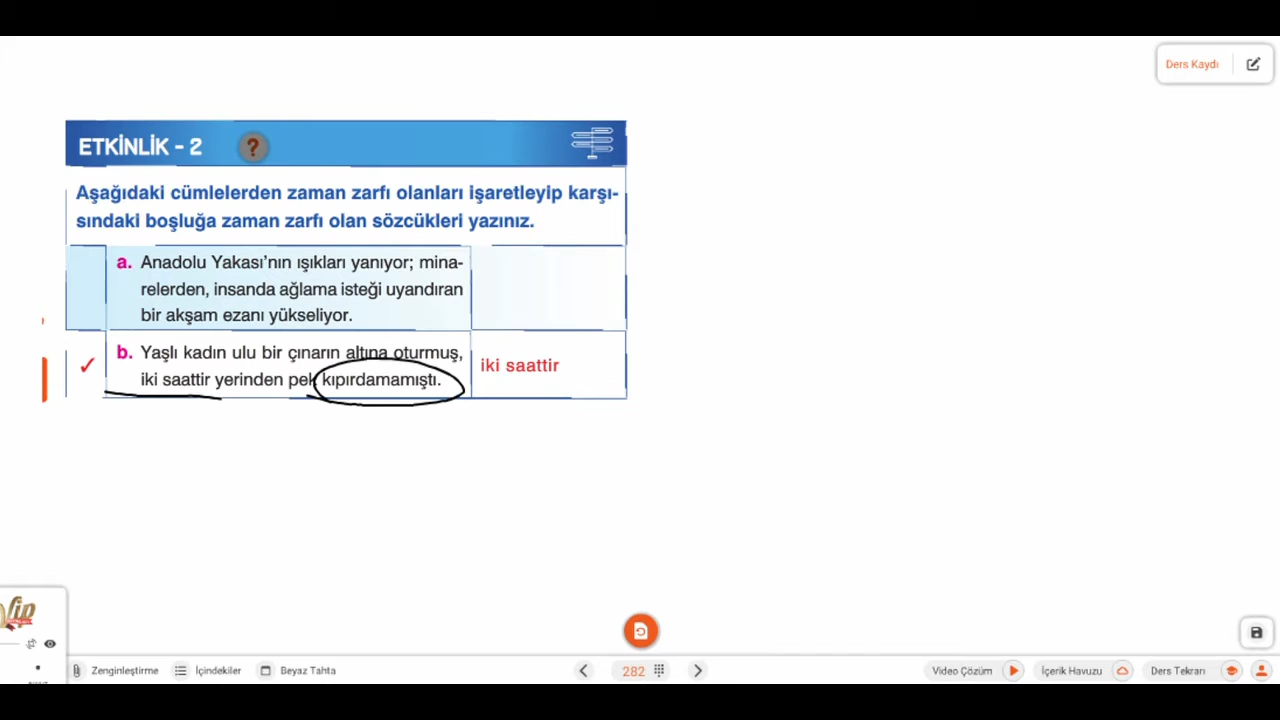 Ders Kaydı
ETKİNLİK - 2
?
Aşağıdaki cümlelerden zaman zarfı olanları işaretleyip karşı-
sındaki boşluğa zaman zarfı olan sözcükleri yazınız.
a. Anadolu Yakası'nın ışıkları yanıyor; mina-
relerden, insanda ağlama isteği uyandıran
bir akşam ezanı yükseliyor.
✓ b. Yaşlı kadın ulu bir çınarın altına oturmuş,
iki saattir yerinden pek kıpırdamamıştı.
iki saattir
Zenginleştirme İçindekiler Beyaz Tahta 282 Video Çözüm İçerik Havuzu Ders Tekrarı